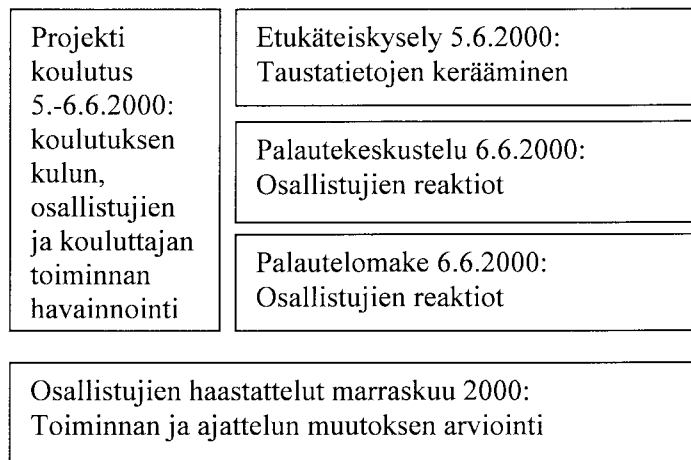 Projekti
koulutus
5.-6.6.2000:
koulutuksen
kulun,
osallistujien
ja kouluttajan
toiminnan
havainnointi
Etukäteiskysely 5.6.2000:
Taustatietojen kerääminen
Palautekeskustelu 6.6.2000:
Osallistujien reaktiot
Palautelomake 6.6.2000:
Osallistujien reaktiot
Osallistujien haastattelut marraskuu 2000:
Toiminnan ja ajattelun muutoksen arviointi